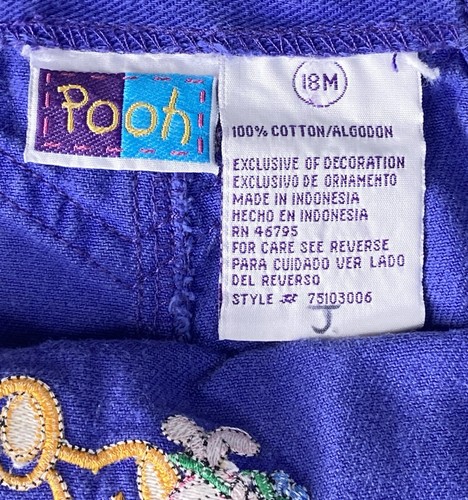 Pooh
18M
100% COTTON/ALGODON
EXCLUSIVE OF DECORATION
EXCLUSIVO DE ORNAMENTO
MADE IN INDONESIA
HECHO EN INDONESIA
RN 46795
FOR CARE SEE REVERSE
PARA CUIDADO VER LADO
DEL REVERSO
STYLE # 75103006
J